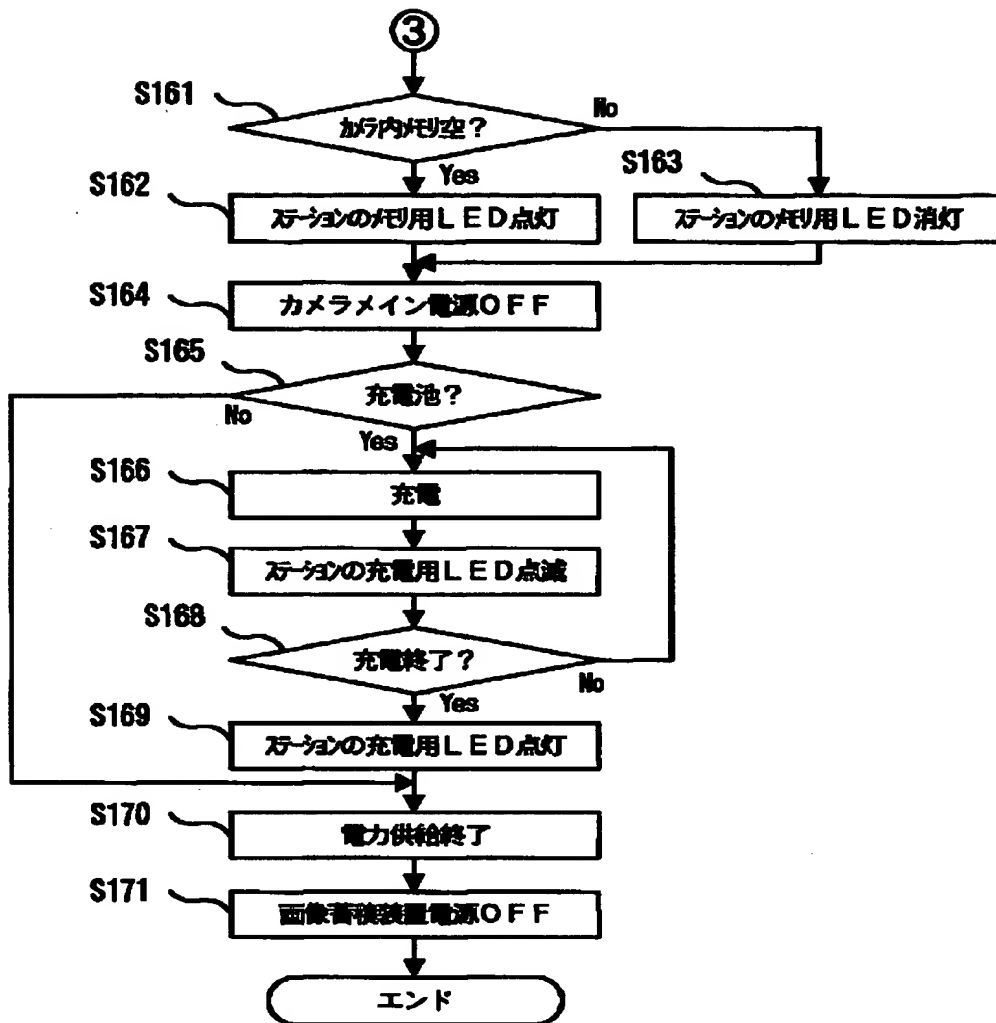 ③
S161
カメラ内メモリ空?
No
Yes
S162
ステーションのメモリ用LED点灯
S163
ステーションのメモリ用LED消灯
S164
カメラメイン電源OFF
S165
充電池?
No
Yes
S166
充電
S167
ステーションの充電用LED点滅
S168
充電終了?
No
Yes
S169
ステーションの充電用LED点灯
S170
電力供給終了
S171
画像蓄積装置電源OFF
エンド